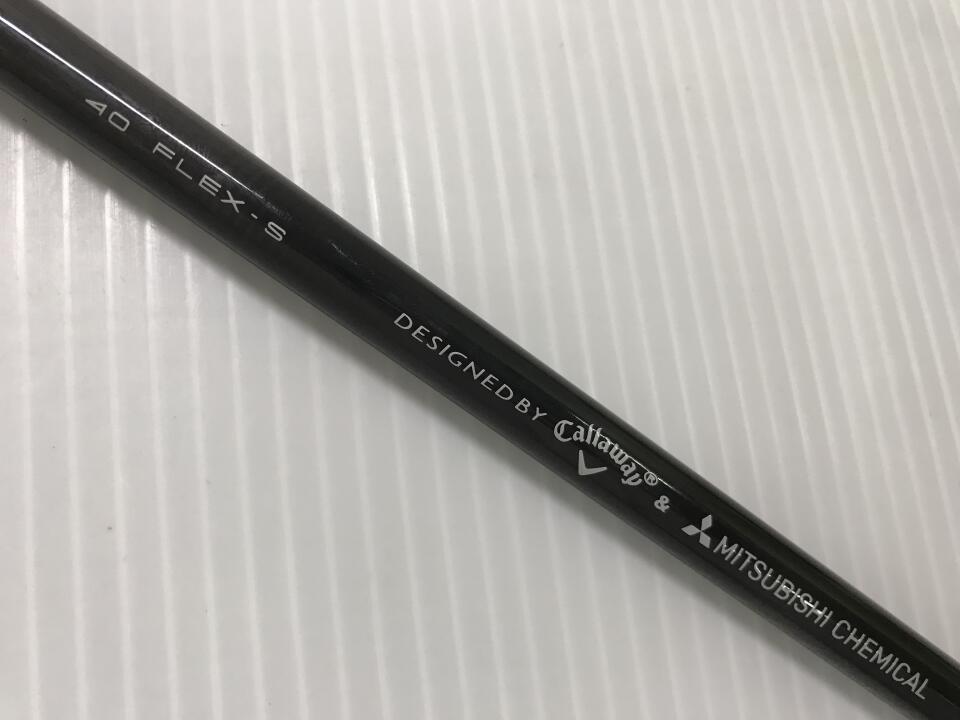 40 FLEX-S DESIGNED BY Callaway® & MITSUBISHI CHEMICAL